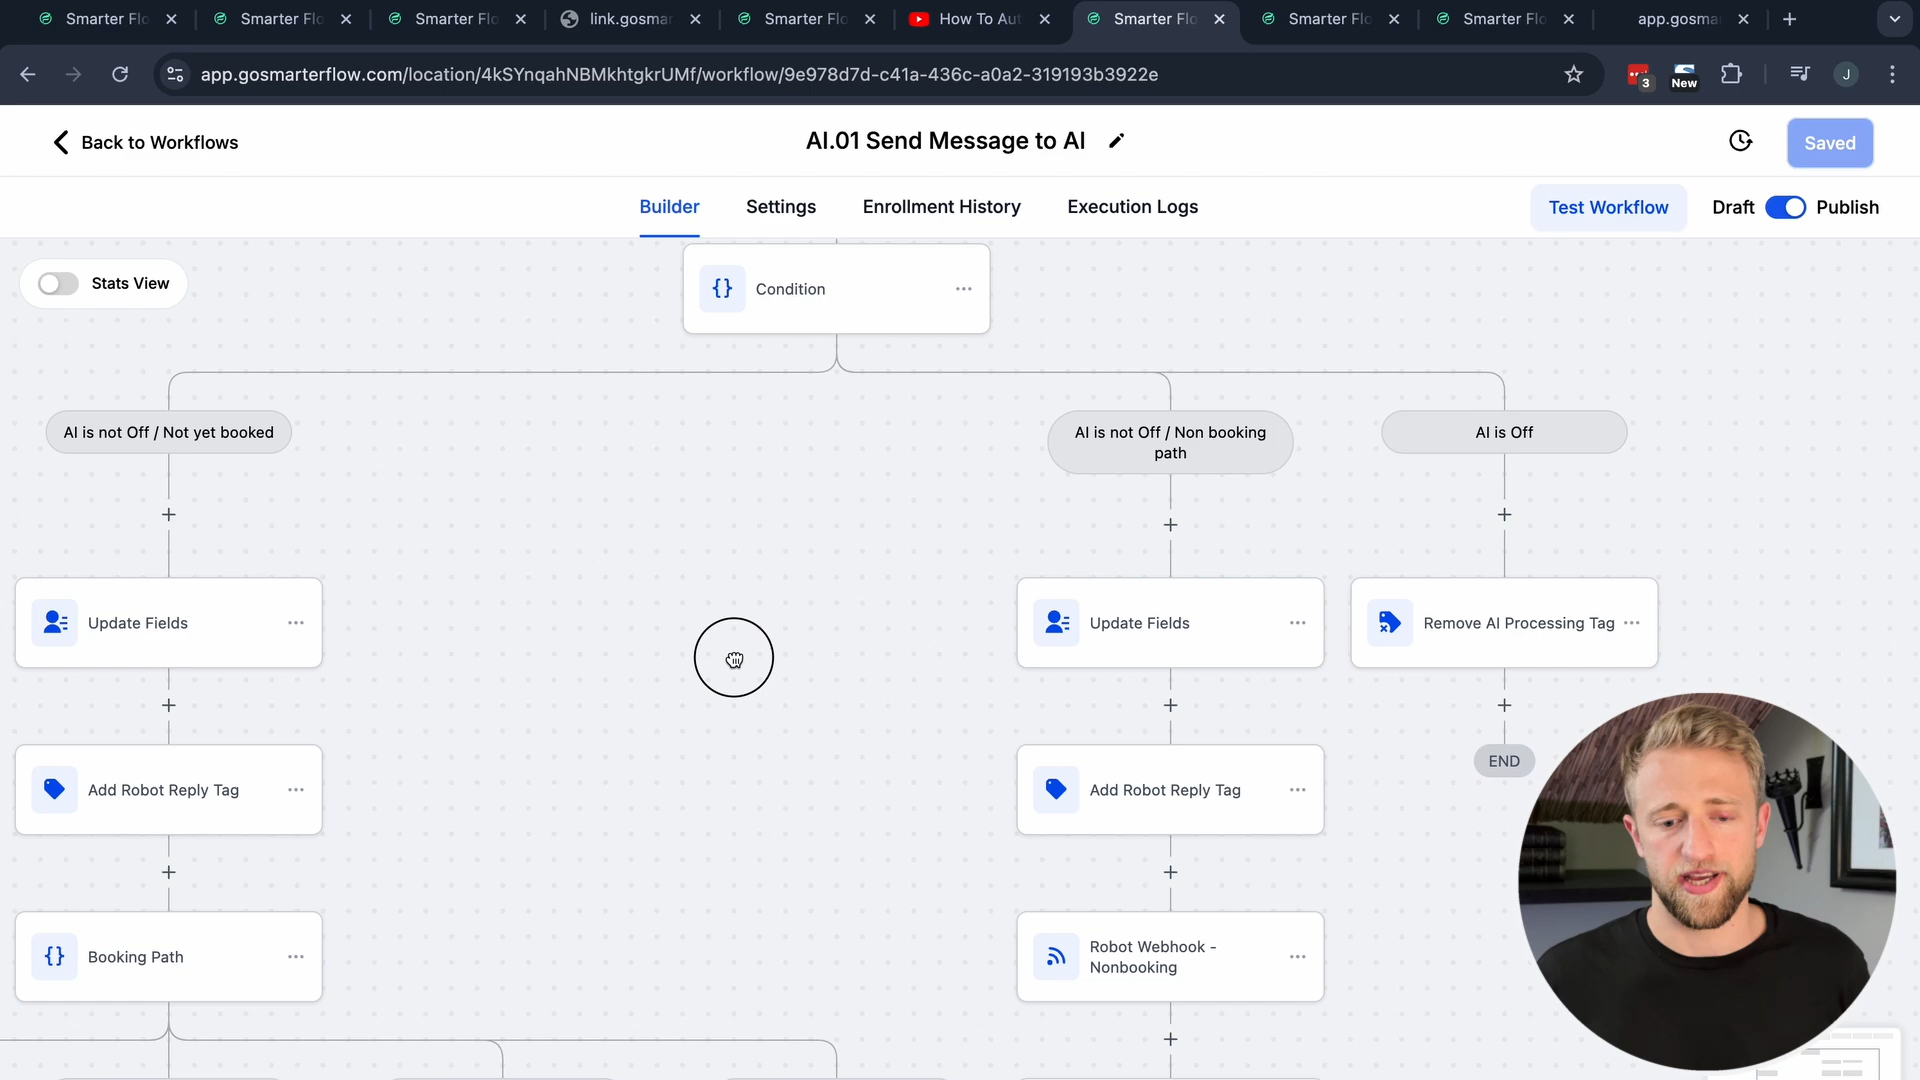 Smarter Flo
Smarter Flo
Smarter Flo
link.gosmar
Smarter Flo
How To Aut
Smarter Flo
Smarter Flo
Smarter Flo
app.gosma
app.gosmarterflow.com/location/4kSYnqahNBMkhtgkrUMf/workflow/9e978d7d-c41a-436c-a0a2-319193b3922e
3
New
J
Back to Workflows
AI.01 Send Message to AI
Saved
Builder
Settings
Enrollment History
Execution Logs
Test Workflow
Draft
Publish
Stats View
Condition
AI is not Off / Not yet booked
AI is not Off / Non booking
path
AI is Off
Update Fields
Update Fields
Remove AI Processing Tag
Add Robot Reply Tag
Add Robot Reply Tag
END
Booking Path
Robot Webhook -
Nonbooking